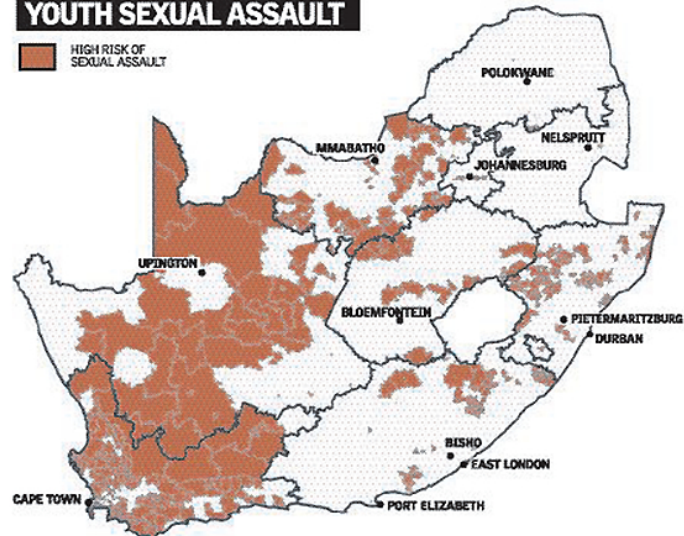 YOUTH SEXUAL ASSAULT
HIGH RISK OF
SEXUAL ASSAULT
POLOKWANE
NELSPRUIT
MMABATHO
JOHANNESBURG
UPINGTON
BLOEMFONTEIN
PIETERMARITZBURG
DURBAN
BISHO
EAST LONDON
CAPE TOWN
PORT ELIZABETH